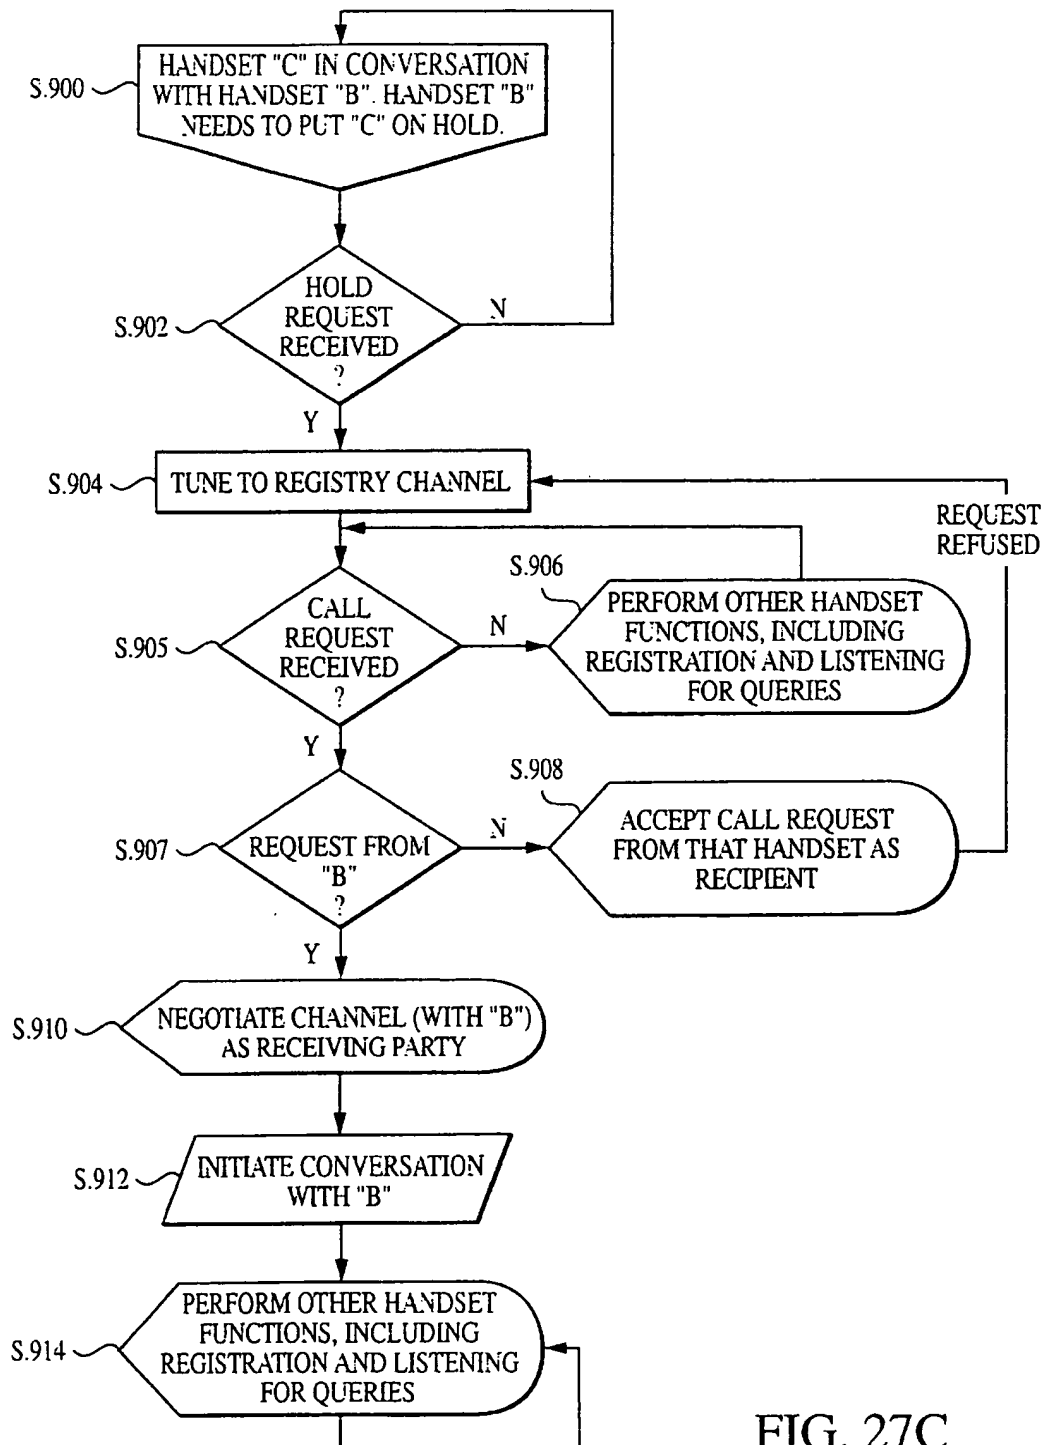 S.900
HANDSET "C" IN CONVERSATION
WITH HANDSET "B". HANDSET "B"
NEEDS TO PUT "C" ON HOLD.
S.902
HOLD
REQUEST
RECEIVED
?
N
Y
S.904
TUNE TO REGISTRY CHANNEL
REQUEST
REFUSED
S.905
CALL
REQUEST
RECEIVED
?
N
S.906
PERFORM OTHER HANDSET
FUNCTIONS, INCLUDING
REGISTRATION AND LISTENING
FOR QUERIES
Y
S.907
REQUEST FROM
"B"
?
N
S.908
ACCEPT CALL REQUEST
FROM THAT HANDSET AS
RECIPIENT
Y
S.910
NEGOTIATE CHANNEL (WITH "B")
AS RECEIVING PARTY
S.912
INITIATE CONVERSATION
WITH "B"
S.914
PERFORM OTHER HANDSET
FUNCTIONS, INCLUDING
REGISTRATION AND LISTENING
FOR QUERIES
FIG. 27C